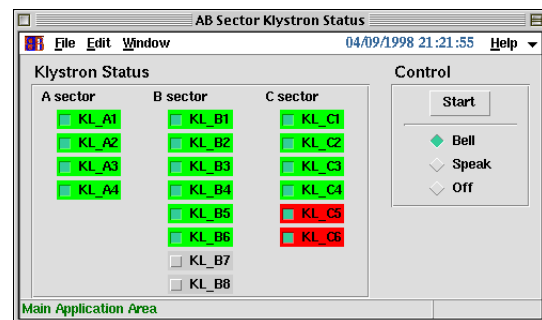 AB Sector Klystron Status
File Edit Window 04/09/1998 21:21:55 Help
Klystron Status Control
A sector B sector C sector Start
KL_A1 KL_B1 KL_C1
KL_A2 KL_B2 KL_C2 Bell
KL_A3 KL_B3 KL_C3 Speak
KL_A4 KL_B4 KL_C4 Off
KL_B5 KL_C5
KL_B6 KL_C6
KL_B7
KL_B8
Main Application Area